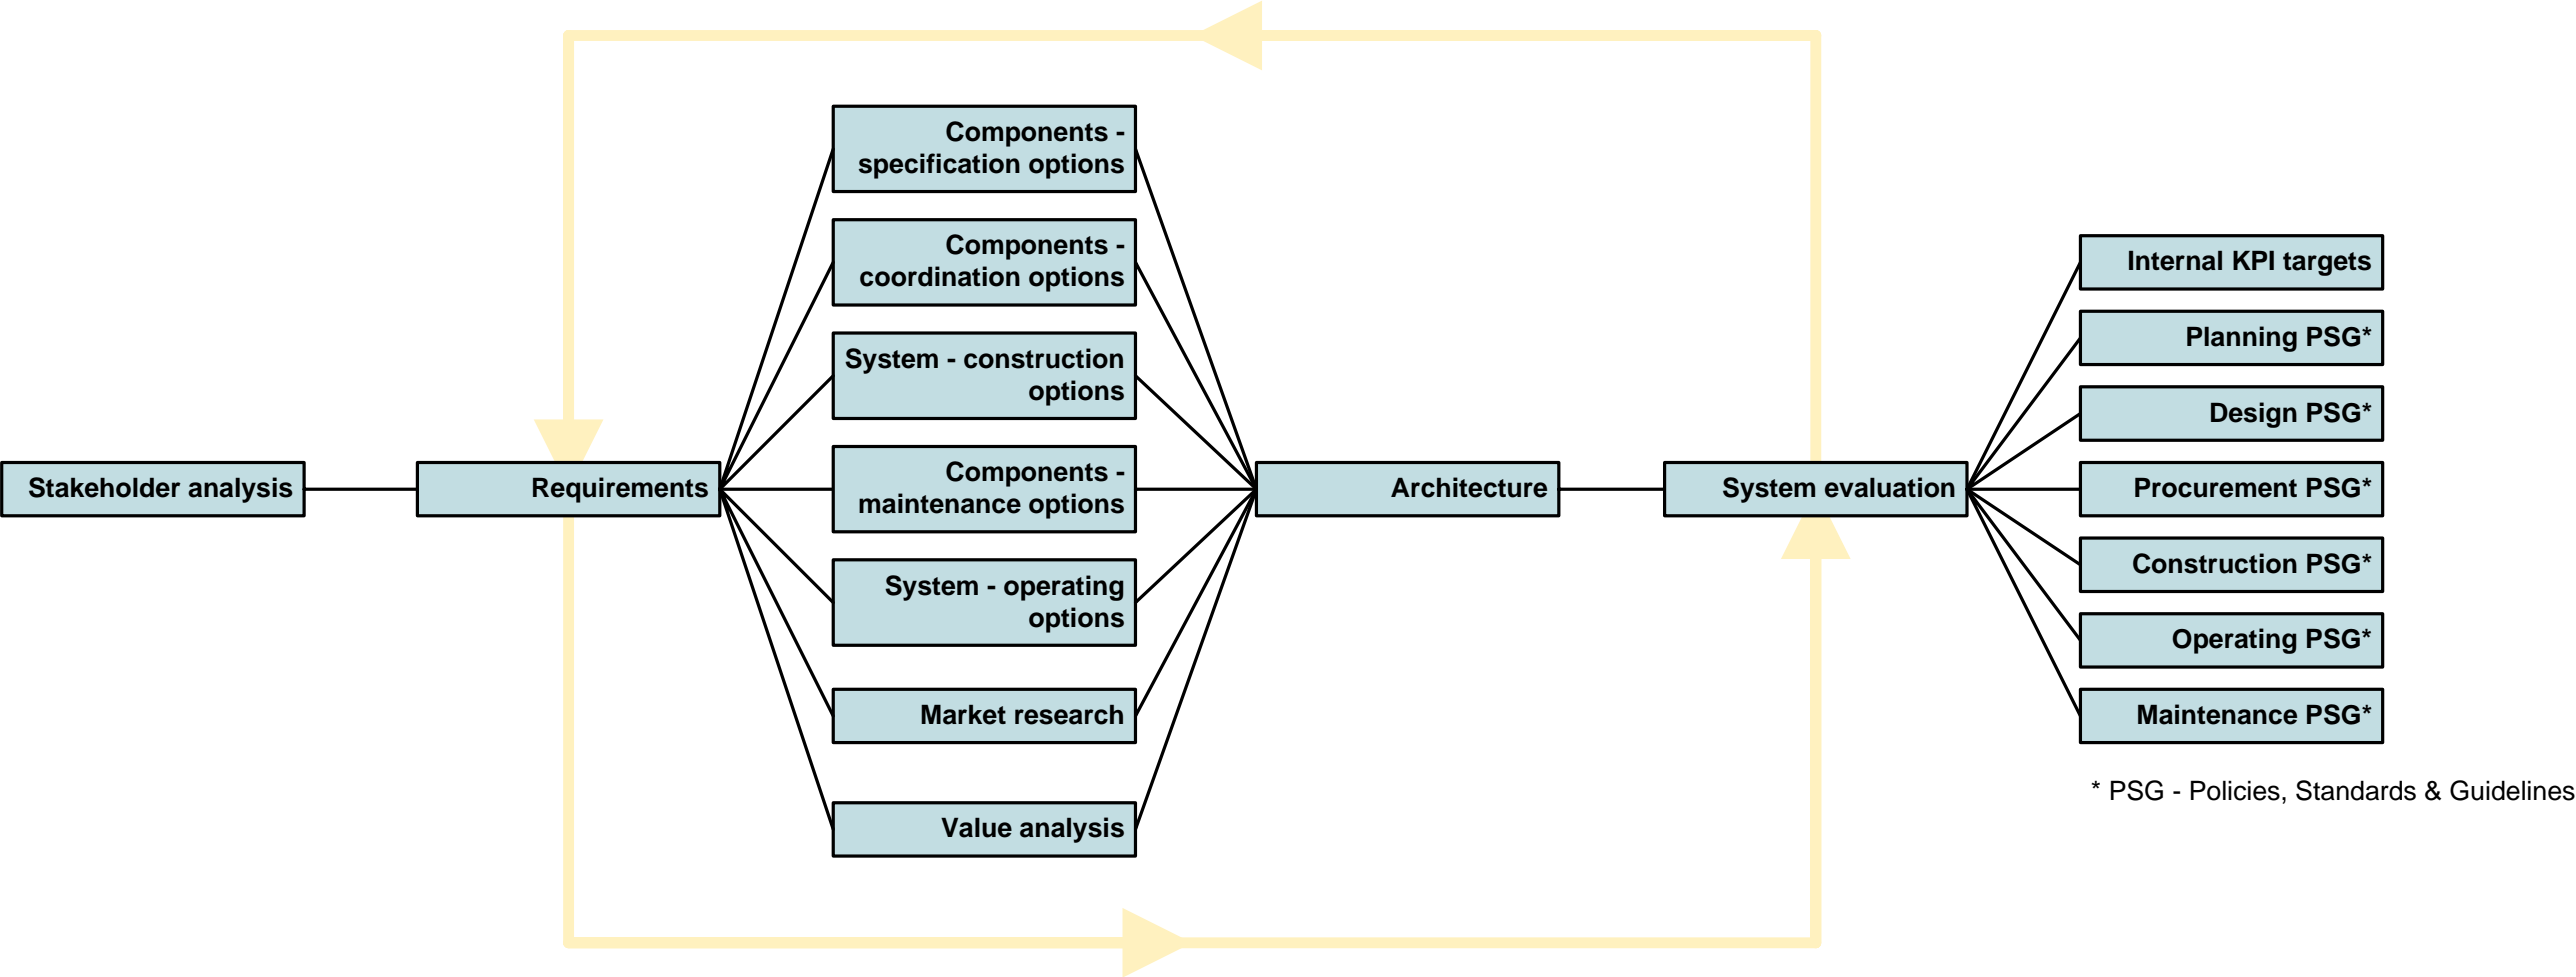 Stakeholder analysis
Requirements
Components -
specification options
Components -
coordination options
System - construction
options
Components -
maintenance options
System - operating
options
Market research
Value analysis
Architecture
System evaluation
Internal KPI targets
Planning PSG*
Design PSG*
Procurement PSG*
Construction PSG*
Operating PSG*
Maintenance PSG*
* PSG - Policies, Standards & Guidelines